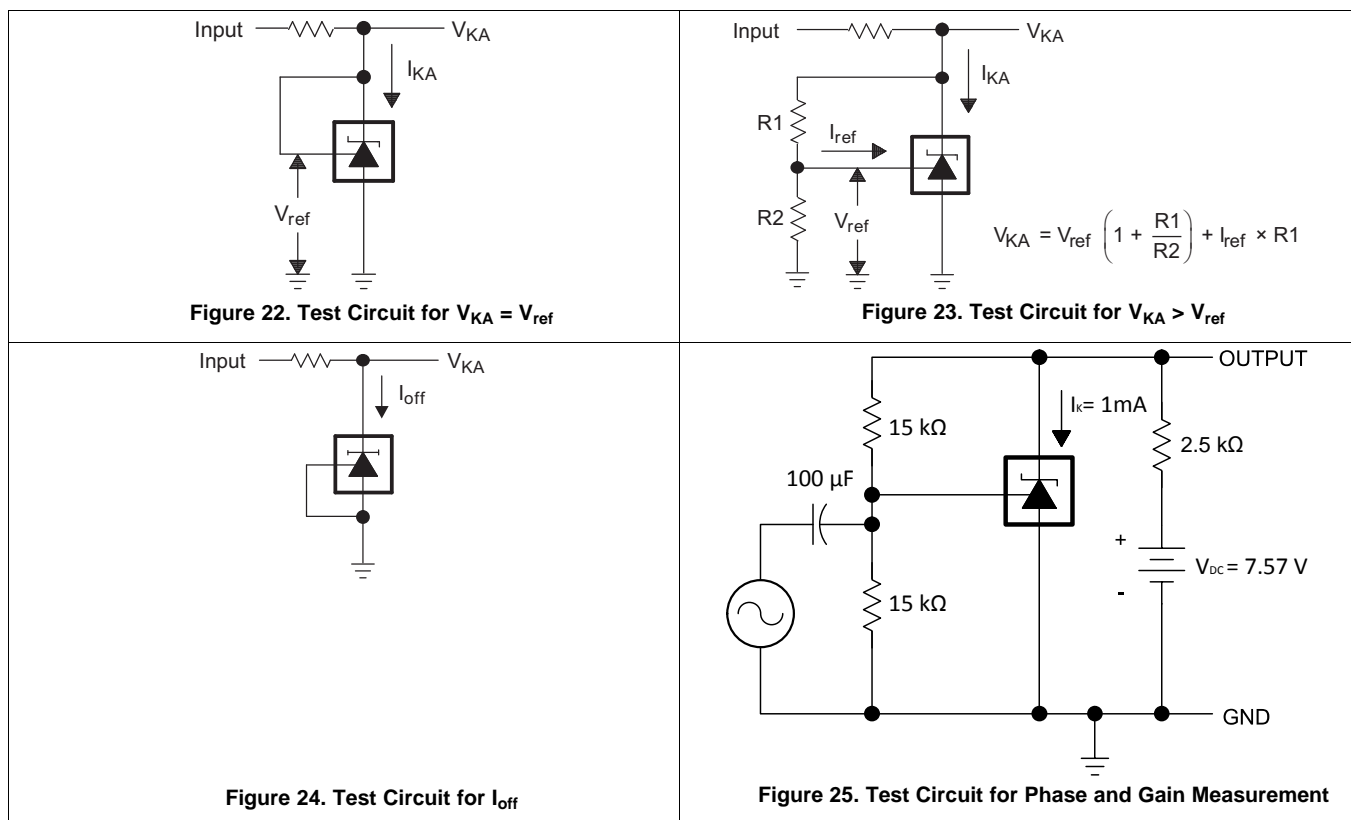 Input
V_KA
I_KA
V_ref
Figure 22. Test Circuit for V_KA = V_ref
Input
V_KA
I_KA
R1
I_ref
R2
V_ref
V_KA = V_ref (1 + R1/R2) + I_ref × R1
Figure 23. Test Circuit for V_KA > V_ref
Input
V_KA
I_off
Figure 24. Test Circuit for I_off
OUTPUT
I_K= 1mA
15 kΩ
2.5 kΩ
100 µF
+
V_DC = 7.57 V
-
15 kΩ
GND
Figure 25. Test Circuit for Phase and Gain Measurement